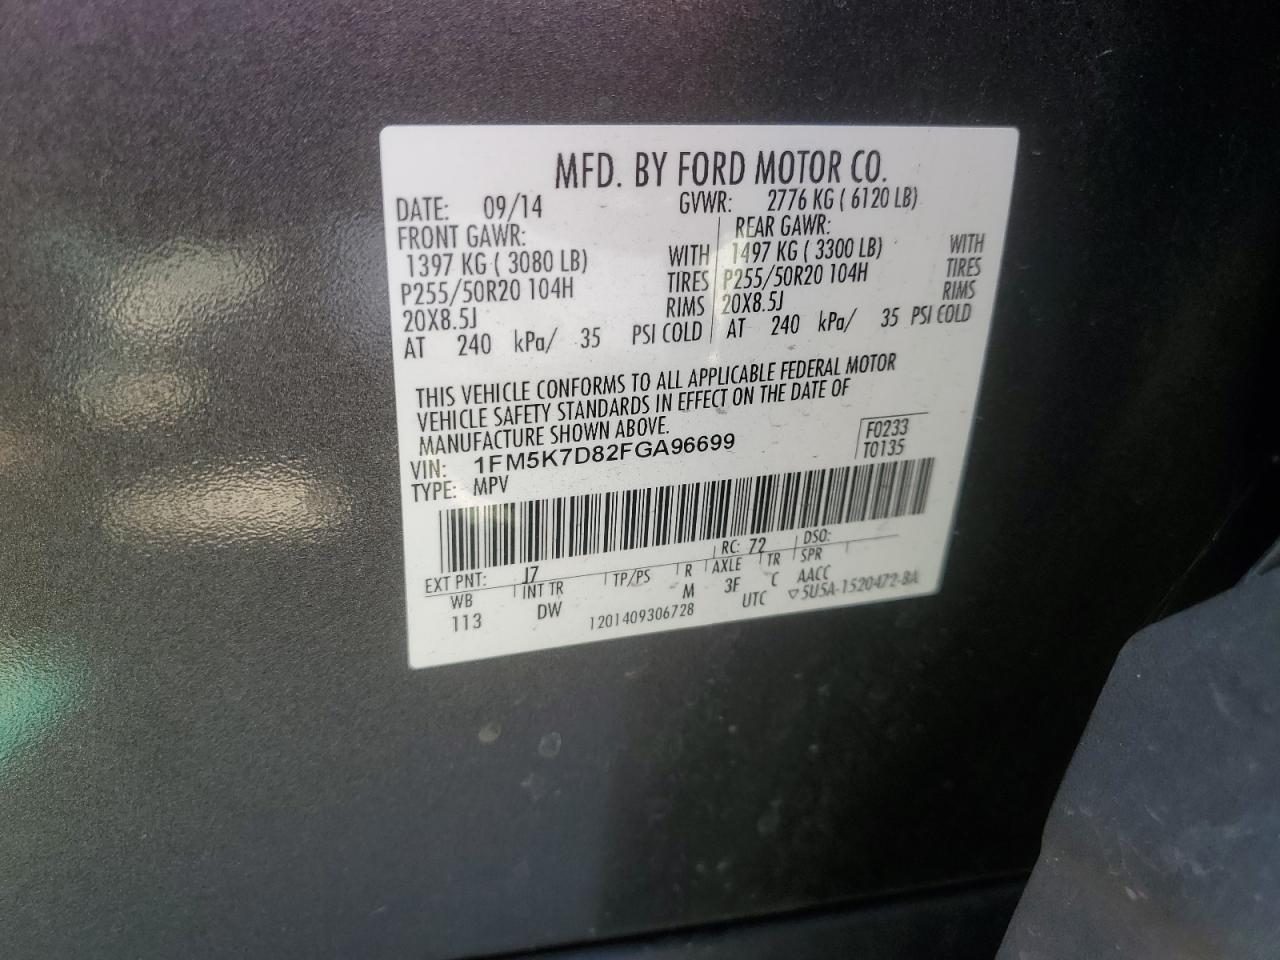 MFD. BY FORD MOTOR CO.
DATE: 09/14 GVWR: 2776 KG ( 6120 LB)
FRONT GAWR: REAR GAWR:
1397 KG ( 3080 LB) WITH 1497 KG ( 3300 LB) WITH
P255/50R20 104H TIRES P255/50R20 104H TIRES
20X8.5J RIMS 20X8.5J RIMS
AT 240 kPa/ 35 PSI COLD AT 240 kPa/ 35 PSI COLD
THIS VEHICLE CONFORMS TO ALL APPLICABLE FEDERAL MOTOR
VEHICLE SAFETY STANDARDS IN EFFECT ON THE DATE OF
MANUFACTURE SHOWN ABOVE.
VIN: 1FM5K7D82FGA96699 F0233
TYPE: MPV T0135
EXT PNT: J7 RC: 72 DSO:
WB INT TR TP/PS R AXLE TR SPR
113 DW M 3F C AACC
1201409306728 UTC ▽5U5A-1520472-BA